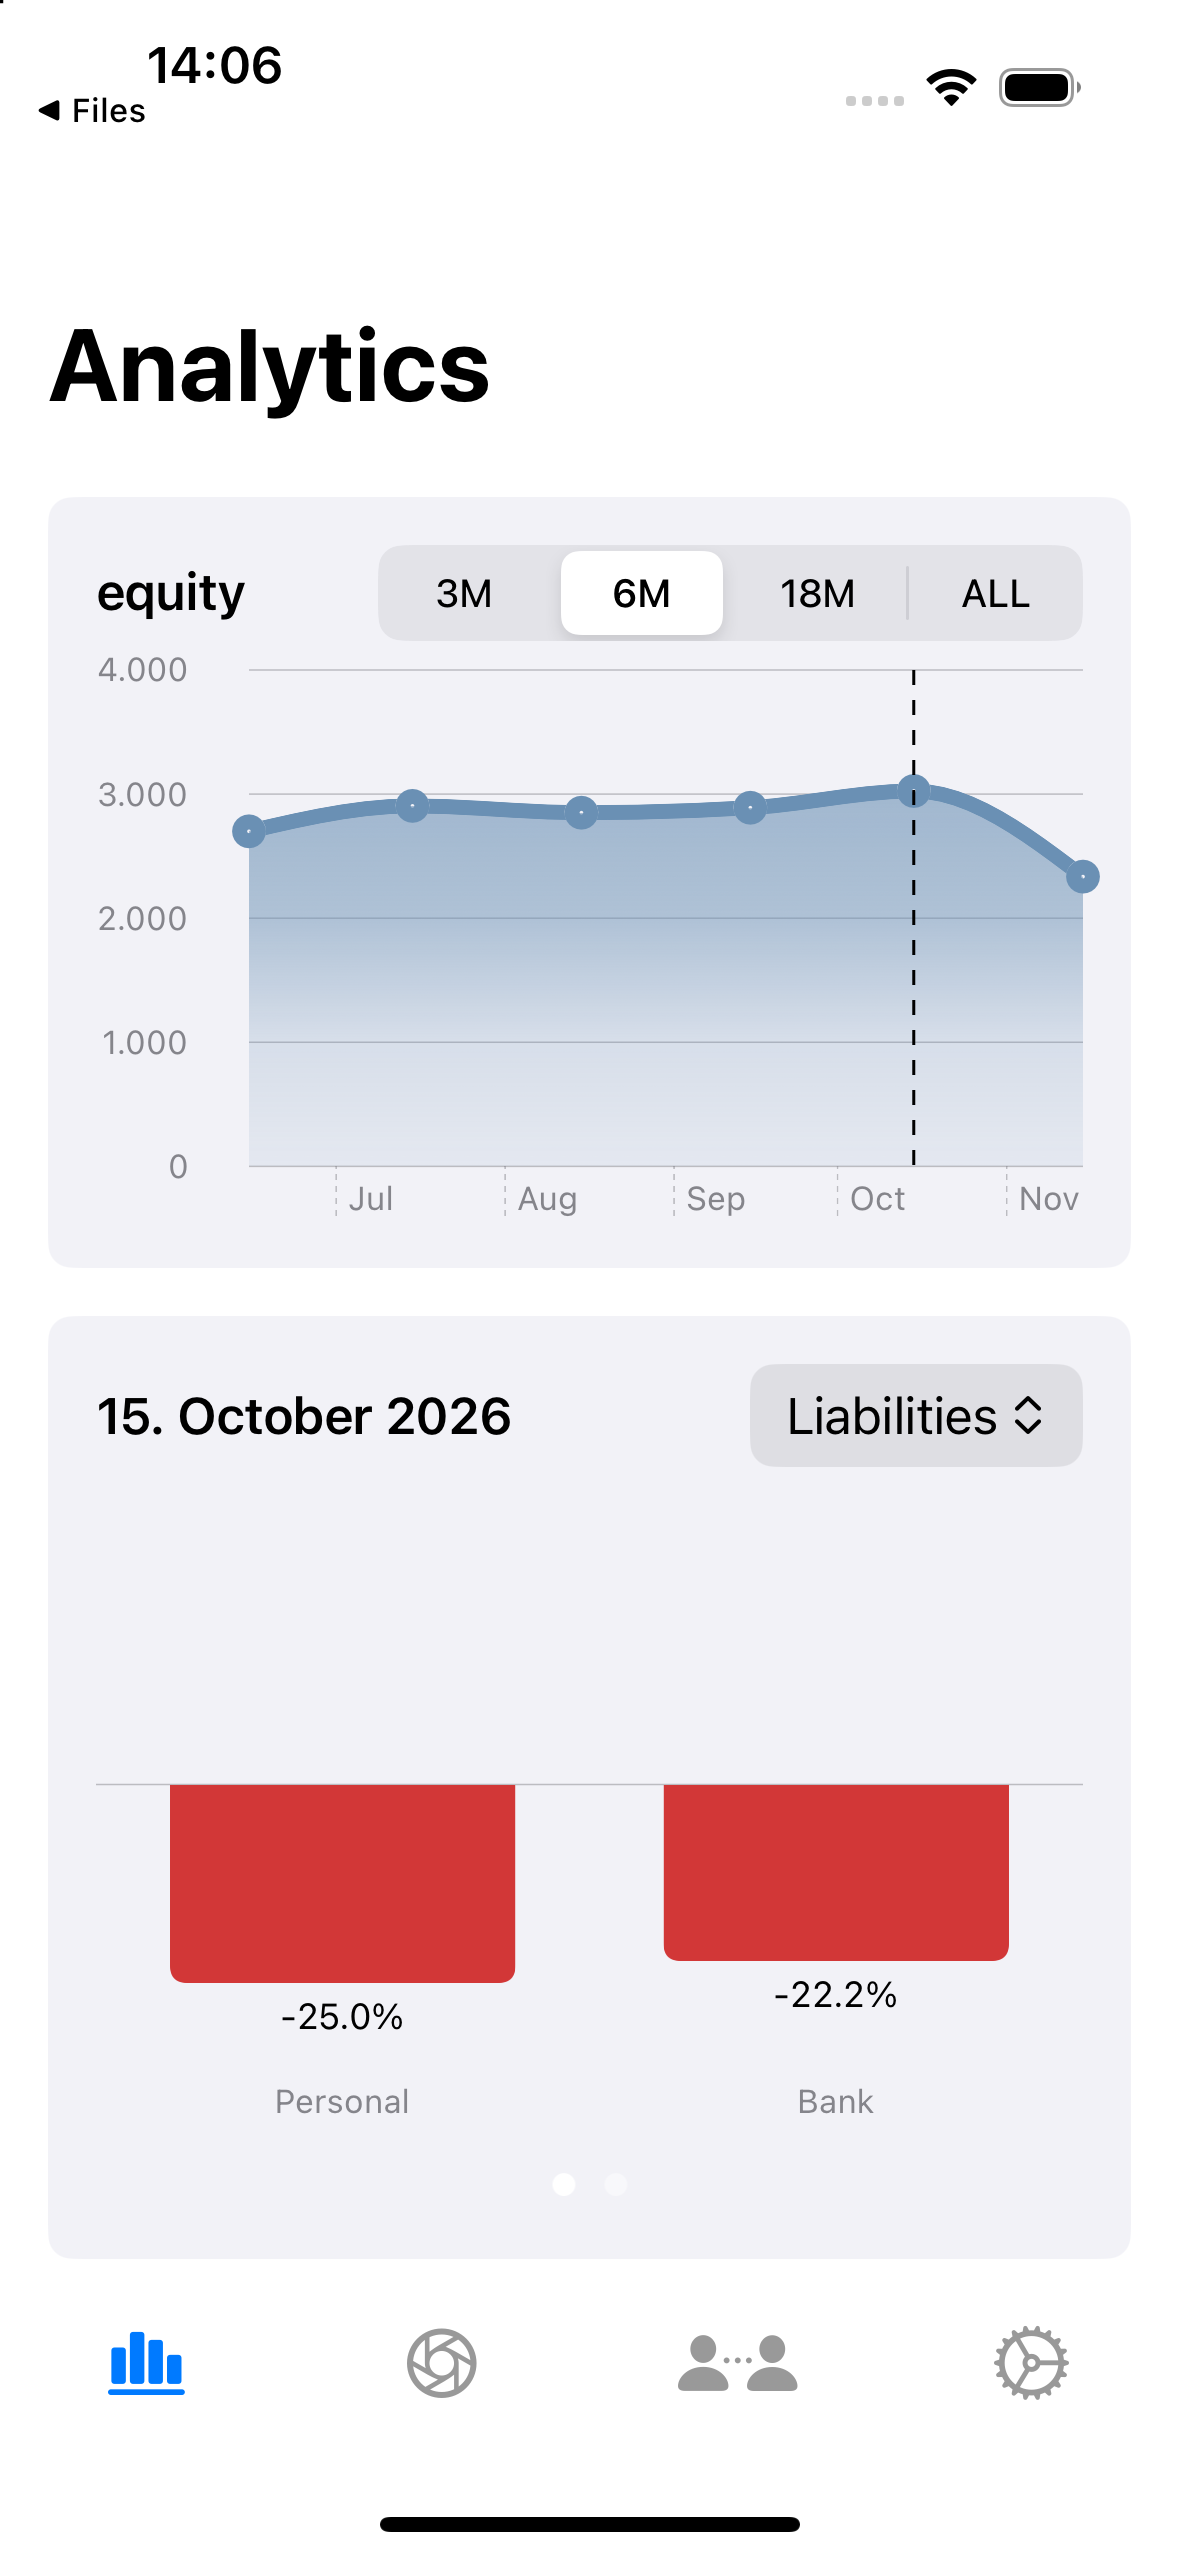 14:06
Files
Analytics
equity
3M 6M 18M ALL
4.000
3.000
2.000
1.000
0
Jul Aug Sep Oct Nov
15. October 2026
Liabilities
-25.0%
-22.2%
Personal Bank